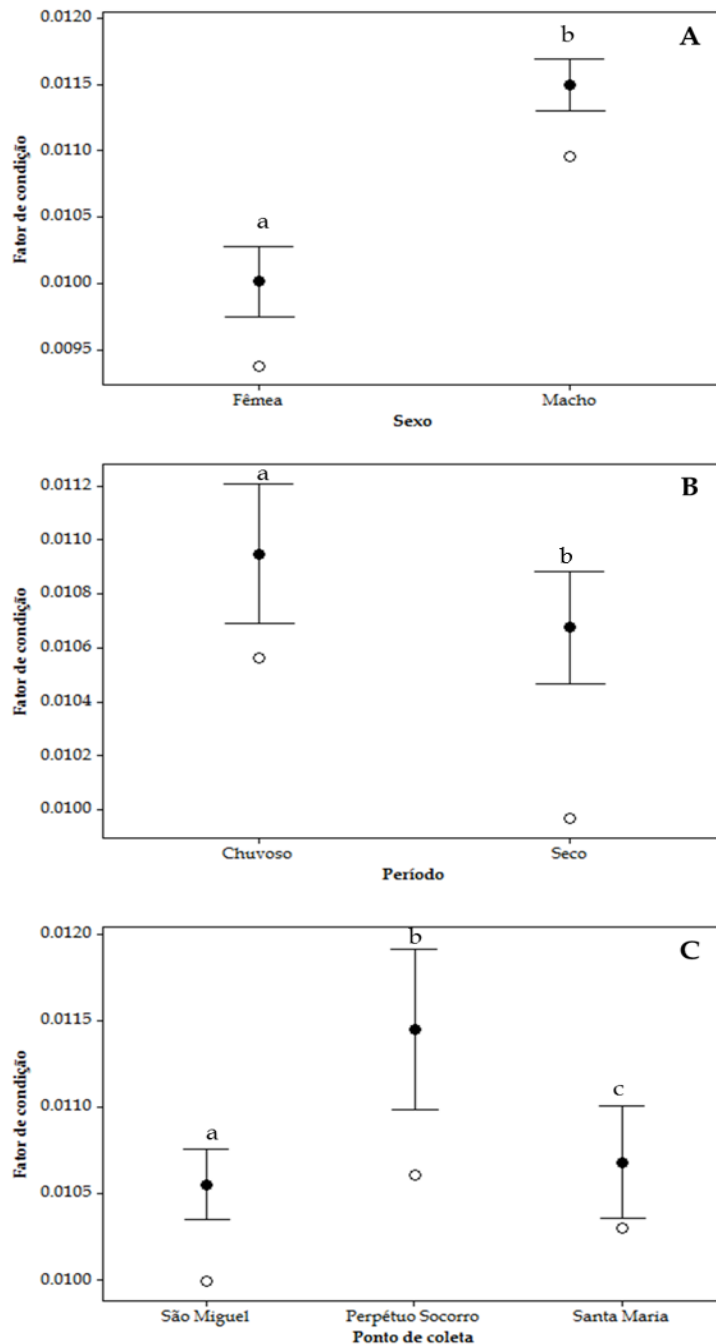 A
0.0120
b
0.0115
0.0110
0.0105
a
0.0100
0.0095
Fator de condição
Fêmea Macho
Sexo
B
0.0112
a
0.0110
b
0.0108
0.0106
0.0104
0.0102
0.0100
Fator de condição
Chuvoso Seco
Período
C
0.0120
b
0.0115
0.0110
c
a
0.0105
0.0100
Fator de condição
São Miguel Perpétuo Socorro Santa Maria
Ponto de coleta